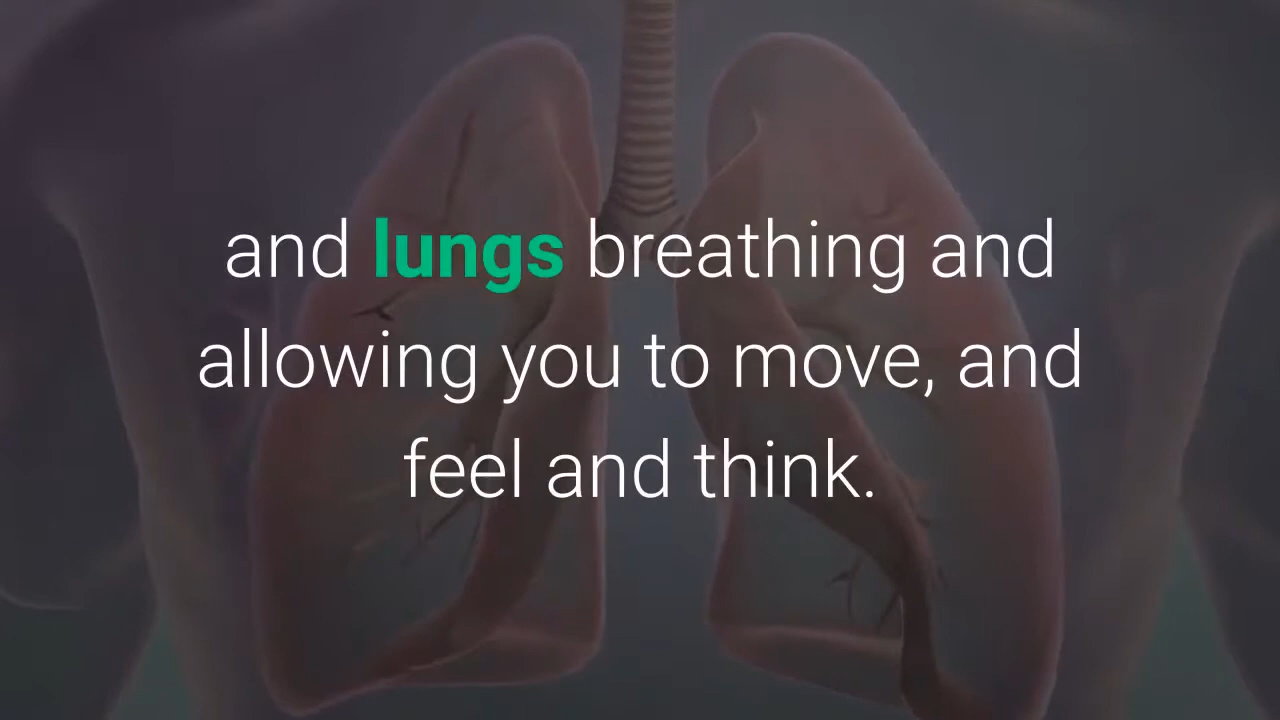 and lungs breathing and
allowing you to move, and
feel and think.